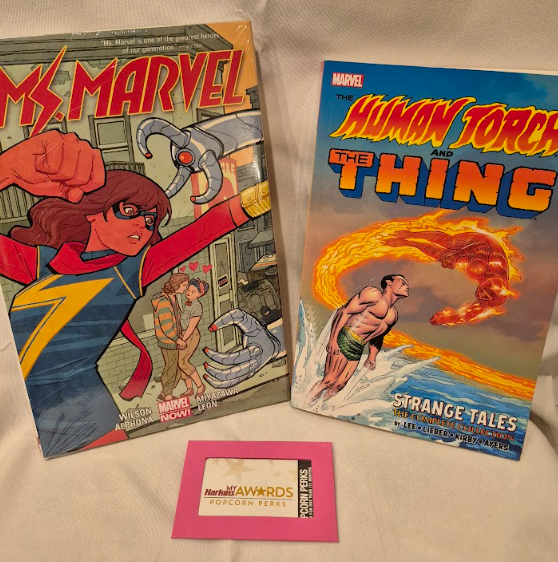 "Ms. Marvel is one of the greatest heroes
of our generation."
MS. MARVEL
WILSON MIYAZAWA
ALPHONA LEON
MARVEL
NOW!
MARVEL
THE
HUMAN TORCH
AND
THE
THING
STRANGE TALES
THE COMPLETE COLLECTION
BY LEE • LIEBER • KIRBY • AYERS
MY
Harkins AWARDS
POPCORN PERKS
POPCORN PERKS